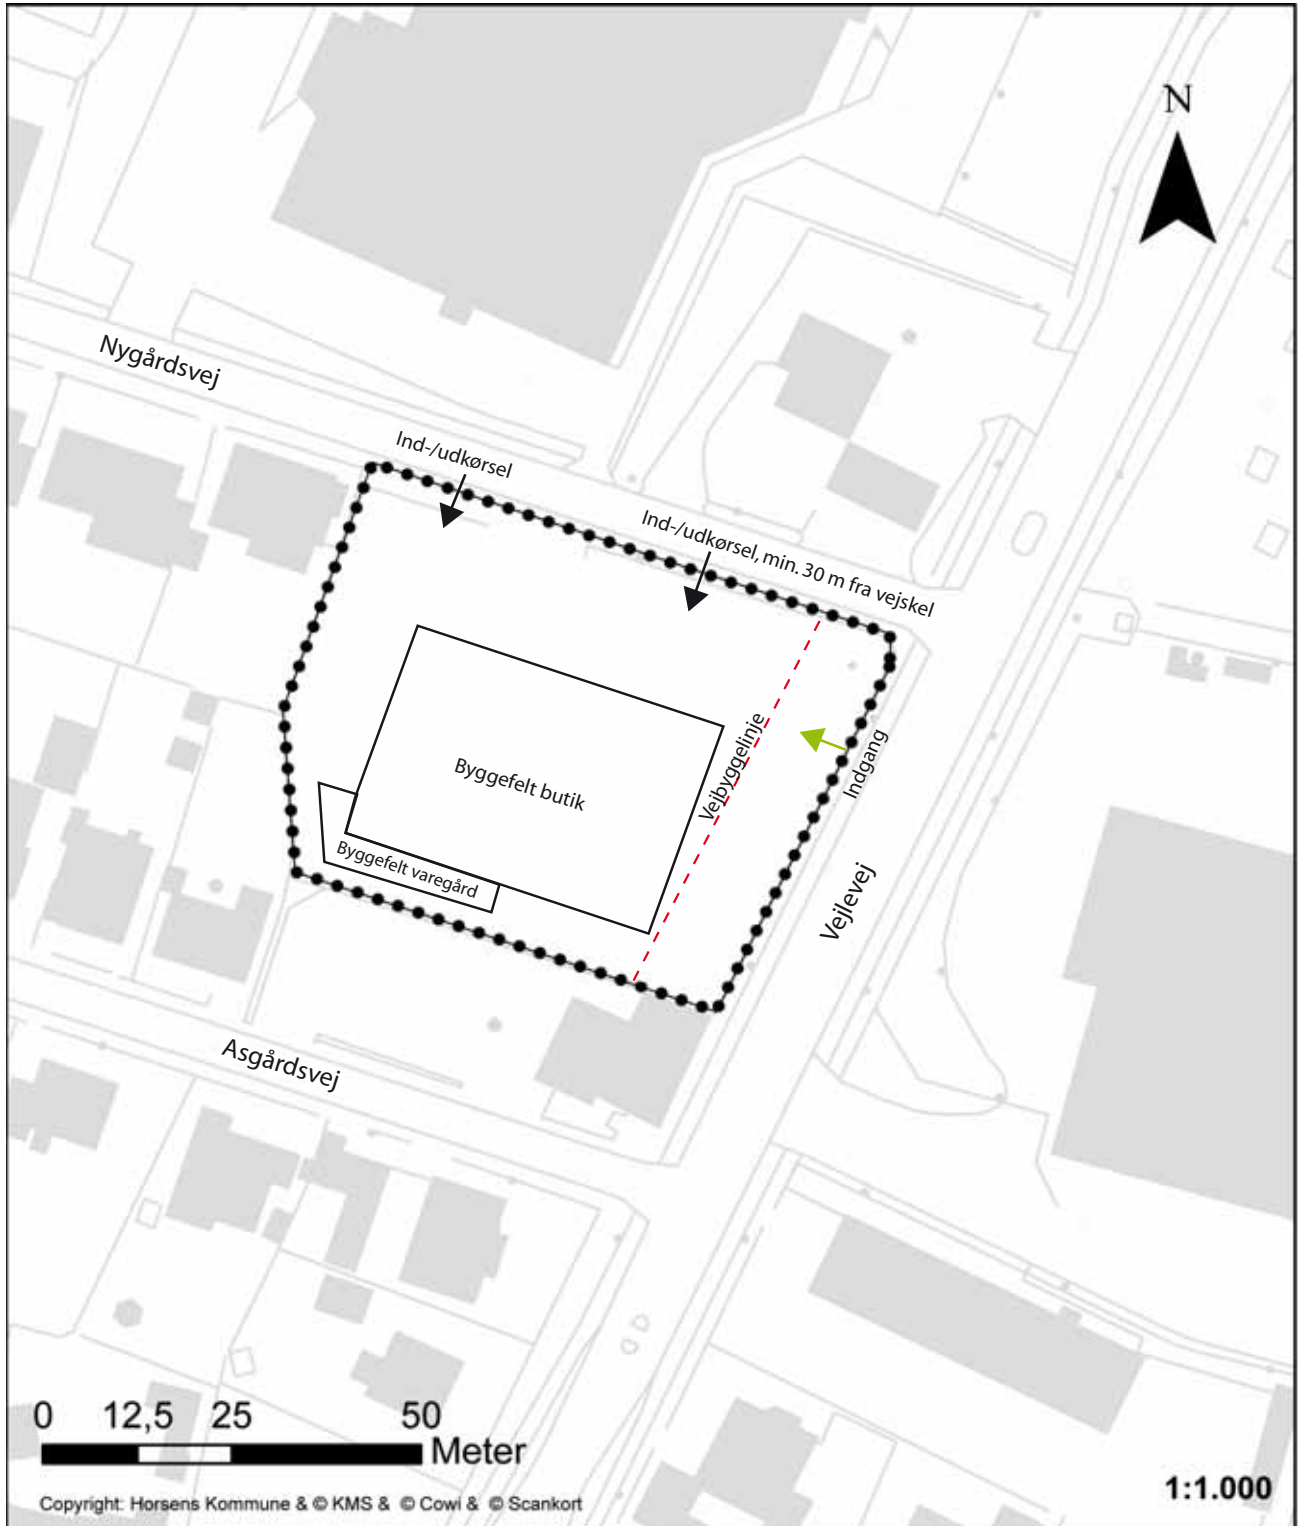 N
Nygårdsvej
Ind-/udkørsel
Ind-/udkørsel, min. 30 m fra vejskel
Vejbyggelinje
Indgang
Byggefelt butik
Byggefelt varegård
Vejlevej
Asgårdsvej
0 12,5 25 50
Meter
1:1.000
Copyright: Horsens Kommune & © KMS & © Cowi & © Scankort